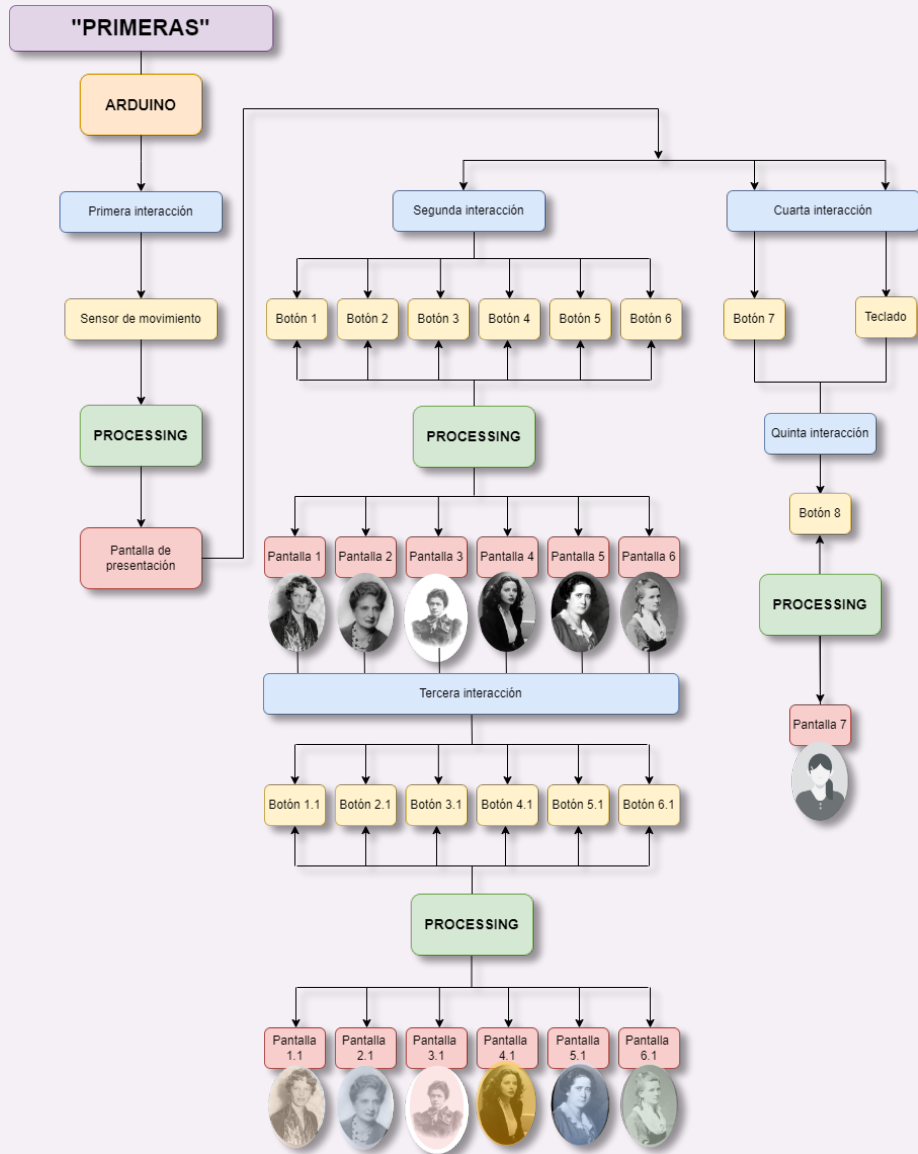 "PRIMERAS"
ARDUINO
Primera interacción
Sensor de movimiento
PROCESSING
Pantalla de
presentación
Segunda interacción
Botón 1
Botón 2
Botón 3
Botón 4
Botón 5
Botón 6
PROCESSING
Pantalla 1
Pantalla 2
Pantalla 3
Pantalla 4
Pantalla 5
Pantalla 6
Tercera interacción
Botón 1.1
Botón 2.1
Botón 3.1
Botón 4.1
Botón 5.1
Botón 6.1
PROCESSING
Pantalla
1.1
Pantalla
2.1
Pantalla
3.1
Pantalla
4.1
Pantalla
5.1
Pantalla
6.1
Cuarta interacción
Botón 7
Teclado
Quinta interacción
Botón 8
PROCESSING
Pantalla 7